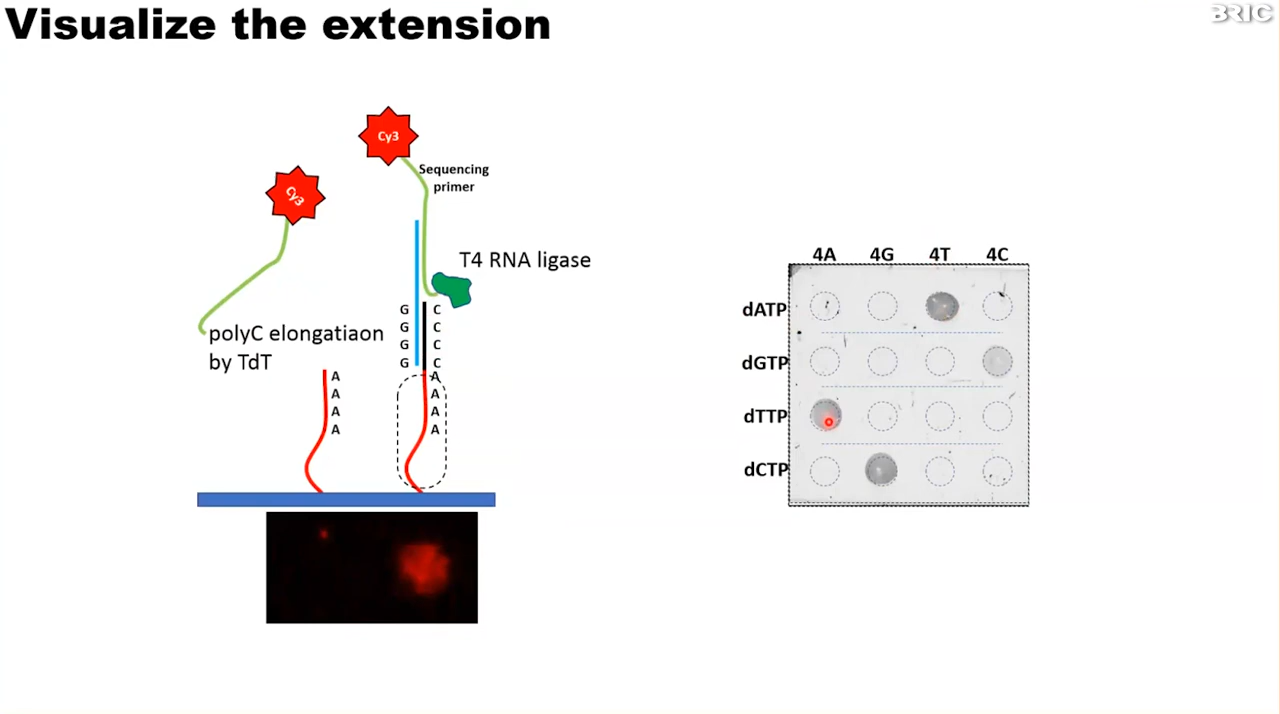 Visualize the extension
BRIC
Cy3
Sequencing
primer
Cy3
T4 RNA ligase
polyC elongatiaon
by TdT
G
G
G
G
C
C
C
C
A
A
A
A
A
A
A
A
4A 4G 4T 4C
dATP
dGTP
dTTP
dCTP